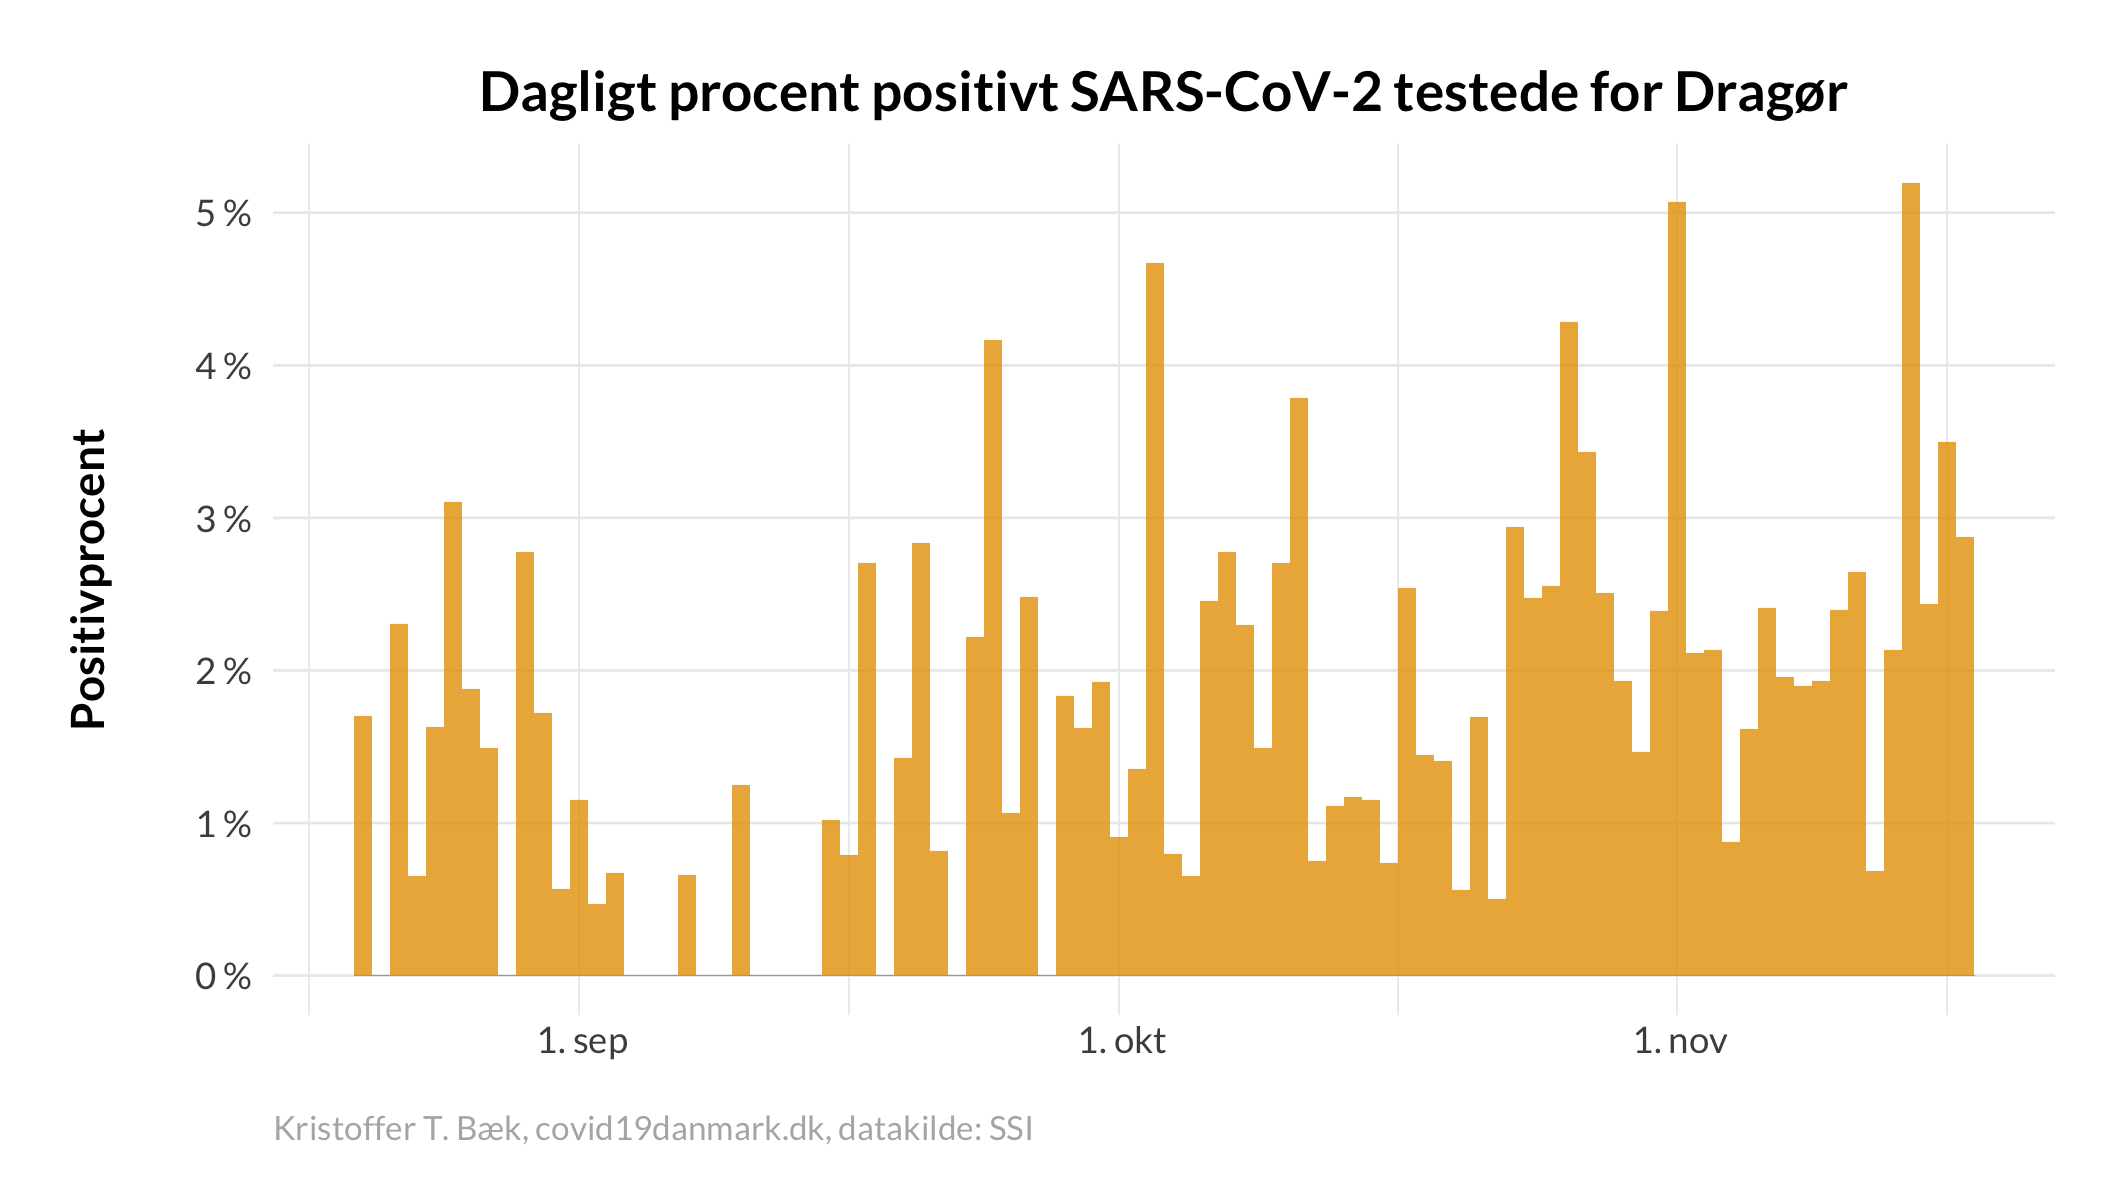 Dagligt procent positivt SARS-CoV-2 testede for Dragør
Positivprocent
5 %
4 %
3 %
2 %
1 %
0 %
1. sep
1. okt
1. nov
Kristoffer T. Bæk, covid19danmark.dk, datakilde: SSI